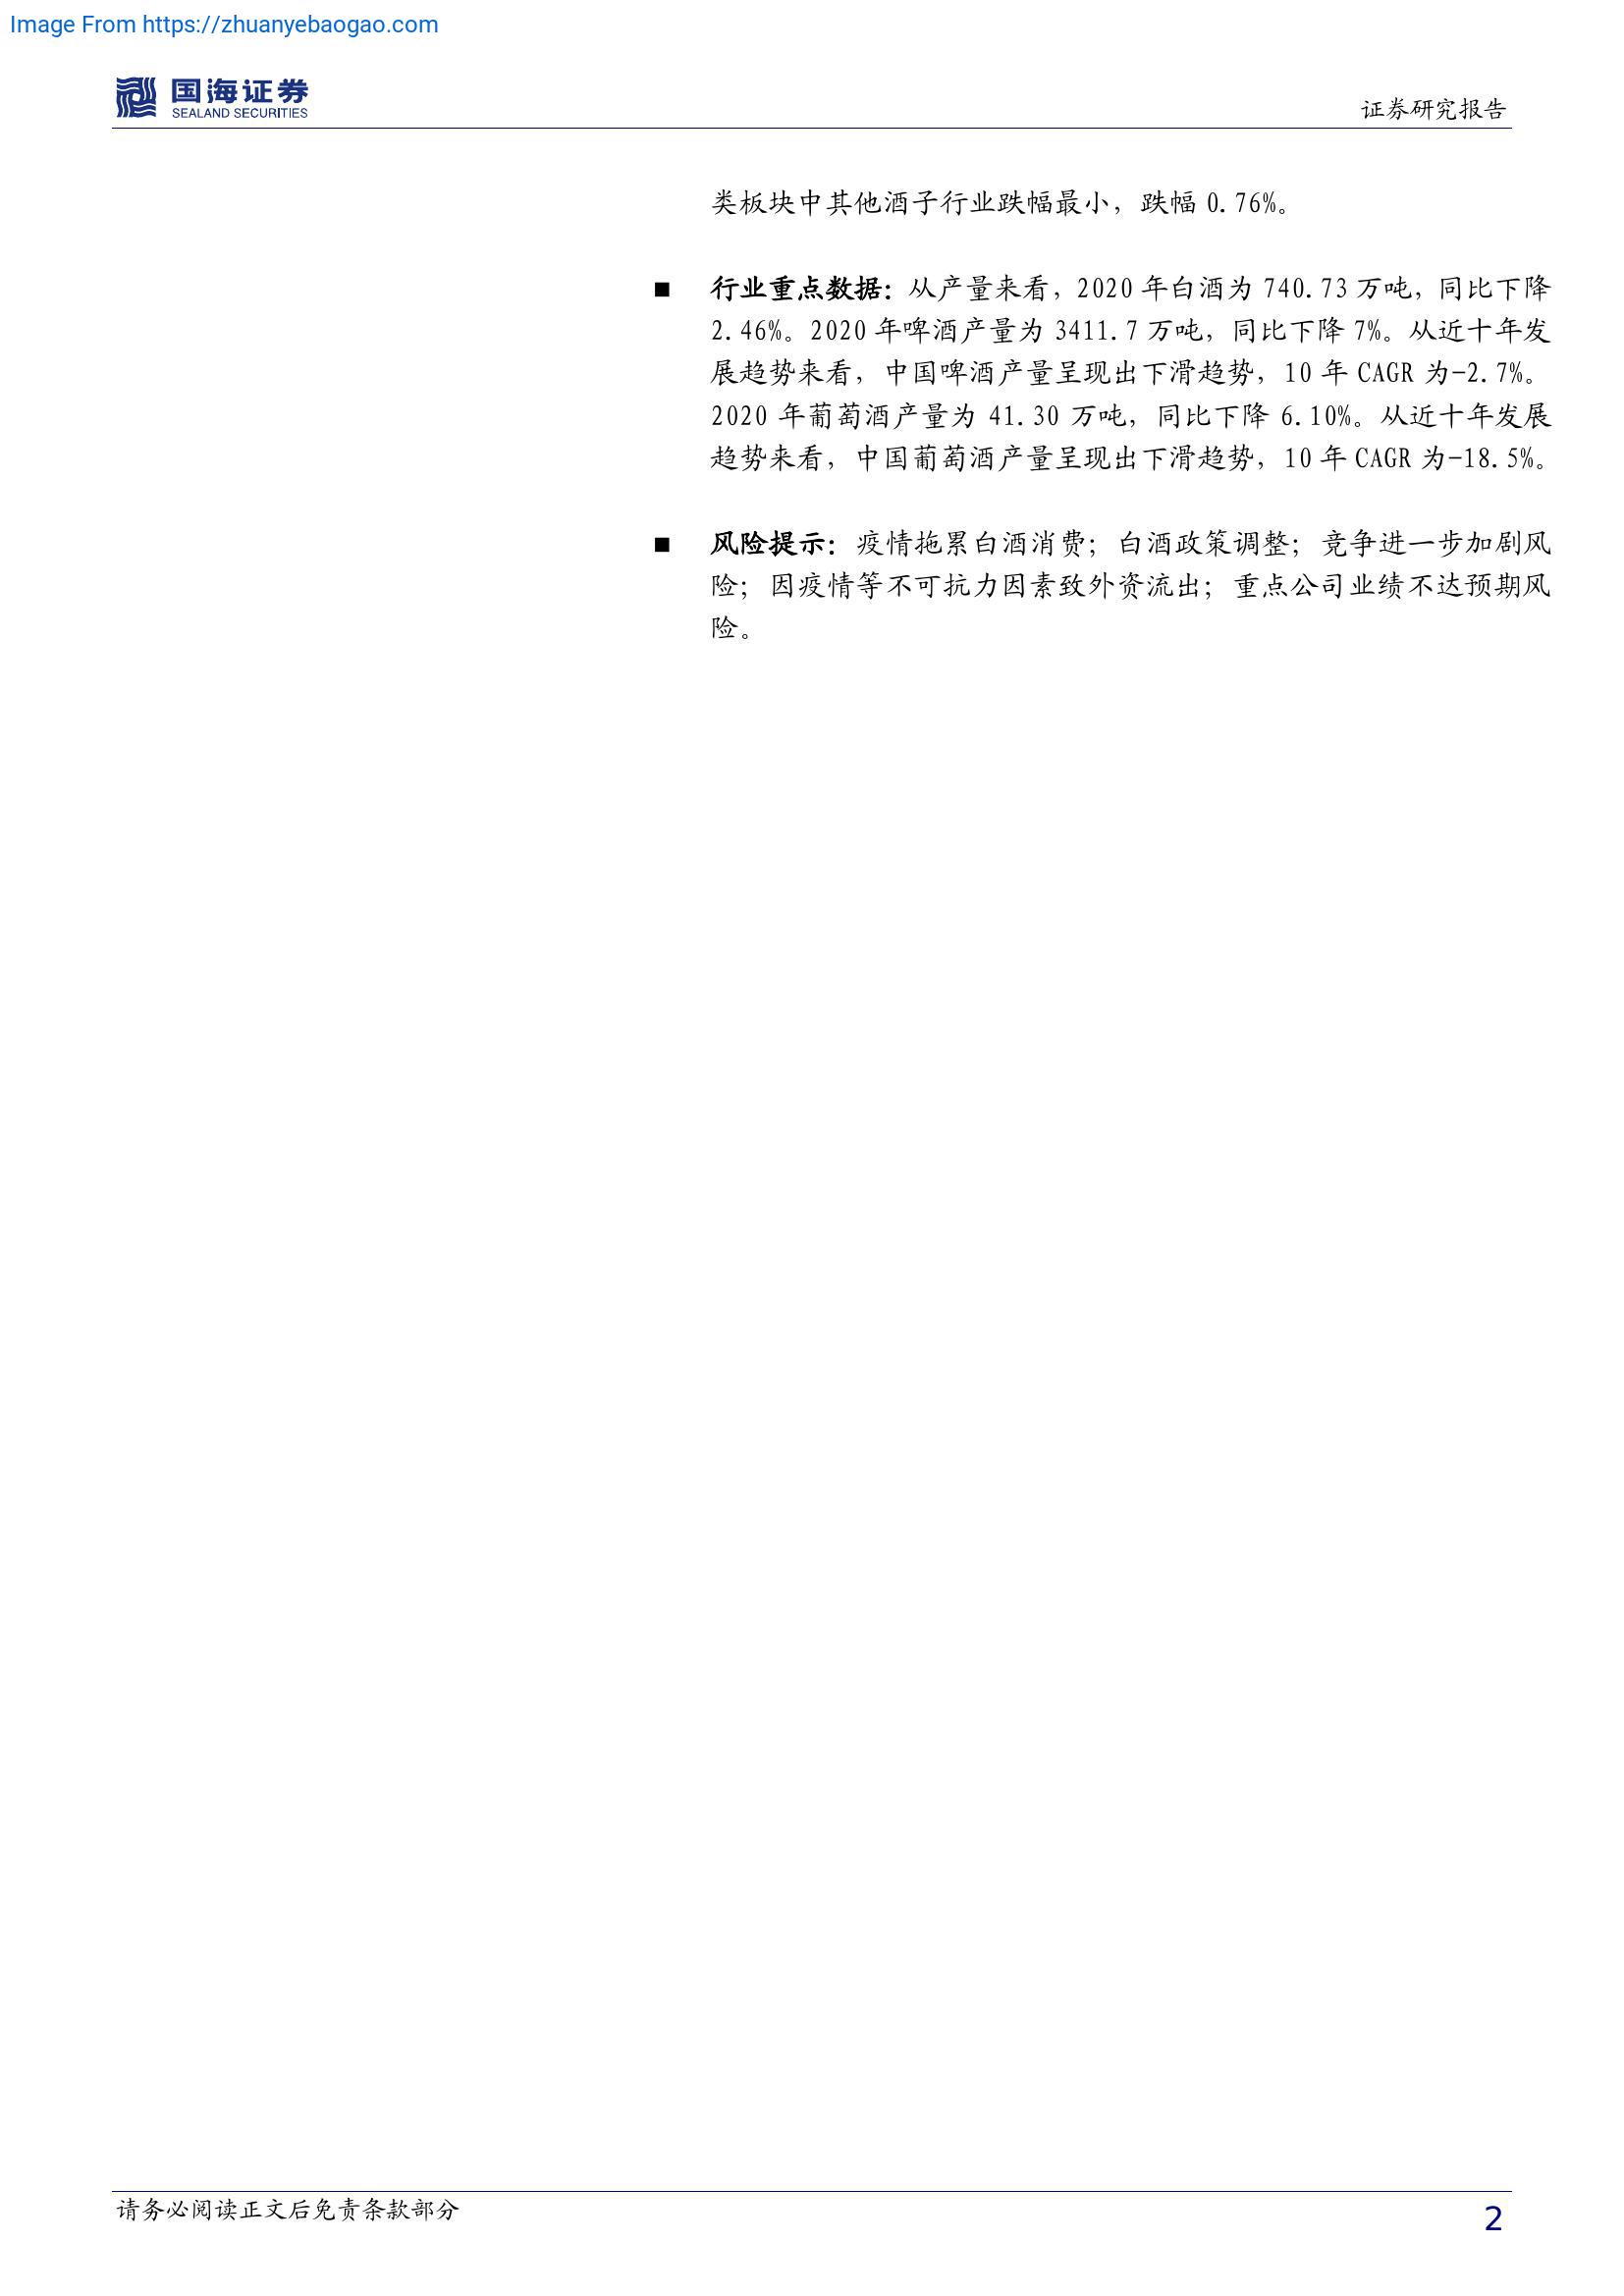 Image From https://zhuanyebaogao.com
国海证券
SEALAND SECURITIES
证券研究报告
类板块中其他酒子行业跌幅最小，跌幅 0.76%。
■ 行业重点数据：从产量来看，2020 年白酒为 740.73 万吨，同比下降
2.46%。2020 年啤酒产量为 3411.7 万吨，同比下降 7%。从近十年发
展趋势来看，中国啤酒产量呈现出下滑趋势，10 年 CAGR 为-2.7%。
2020 年葡萄酒产量为 41.30 万吨，同比下降 6.10%。从近十年发展
趋势来看，中国葡萄酒产量呈现出下滑趋势，10 年 CAGR 为-18.5%。
■ 风险提示：疫情拖累白酒消费；白酒政策调整；竞争进一步加剧风
险；因疫情等不可抗力因素致外资流出；重点公司业绩不达预期风
险。
请务必阅读正文后免责条款部分
2